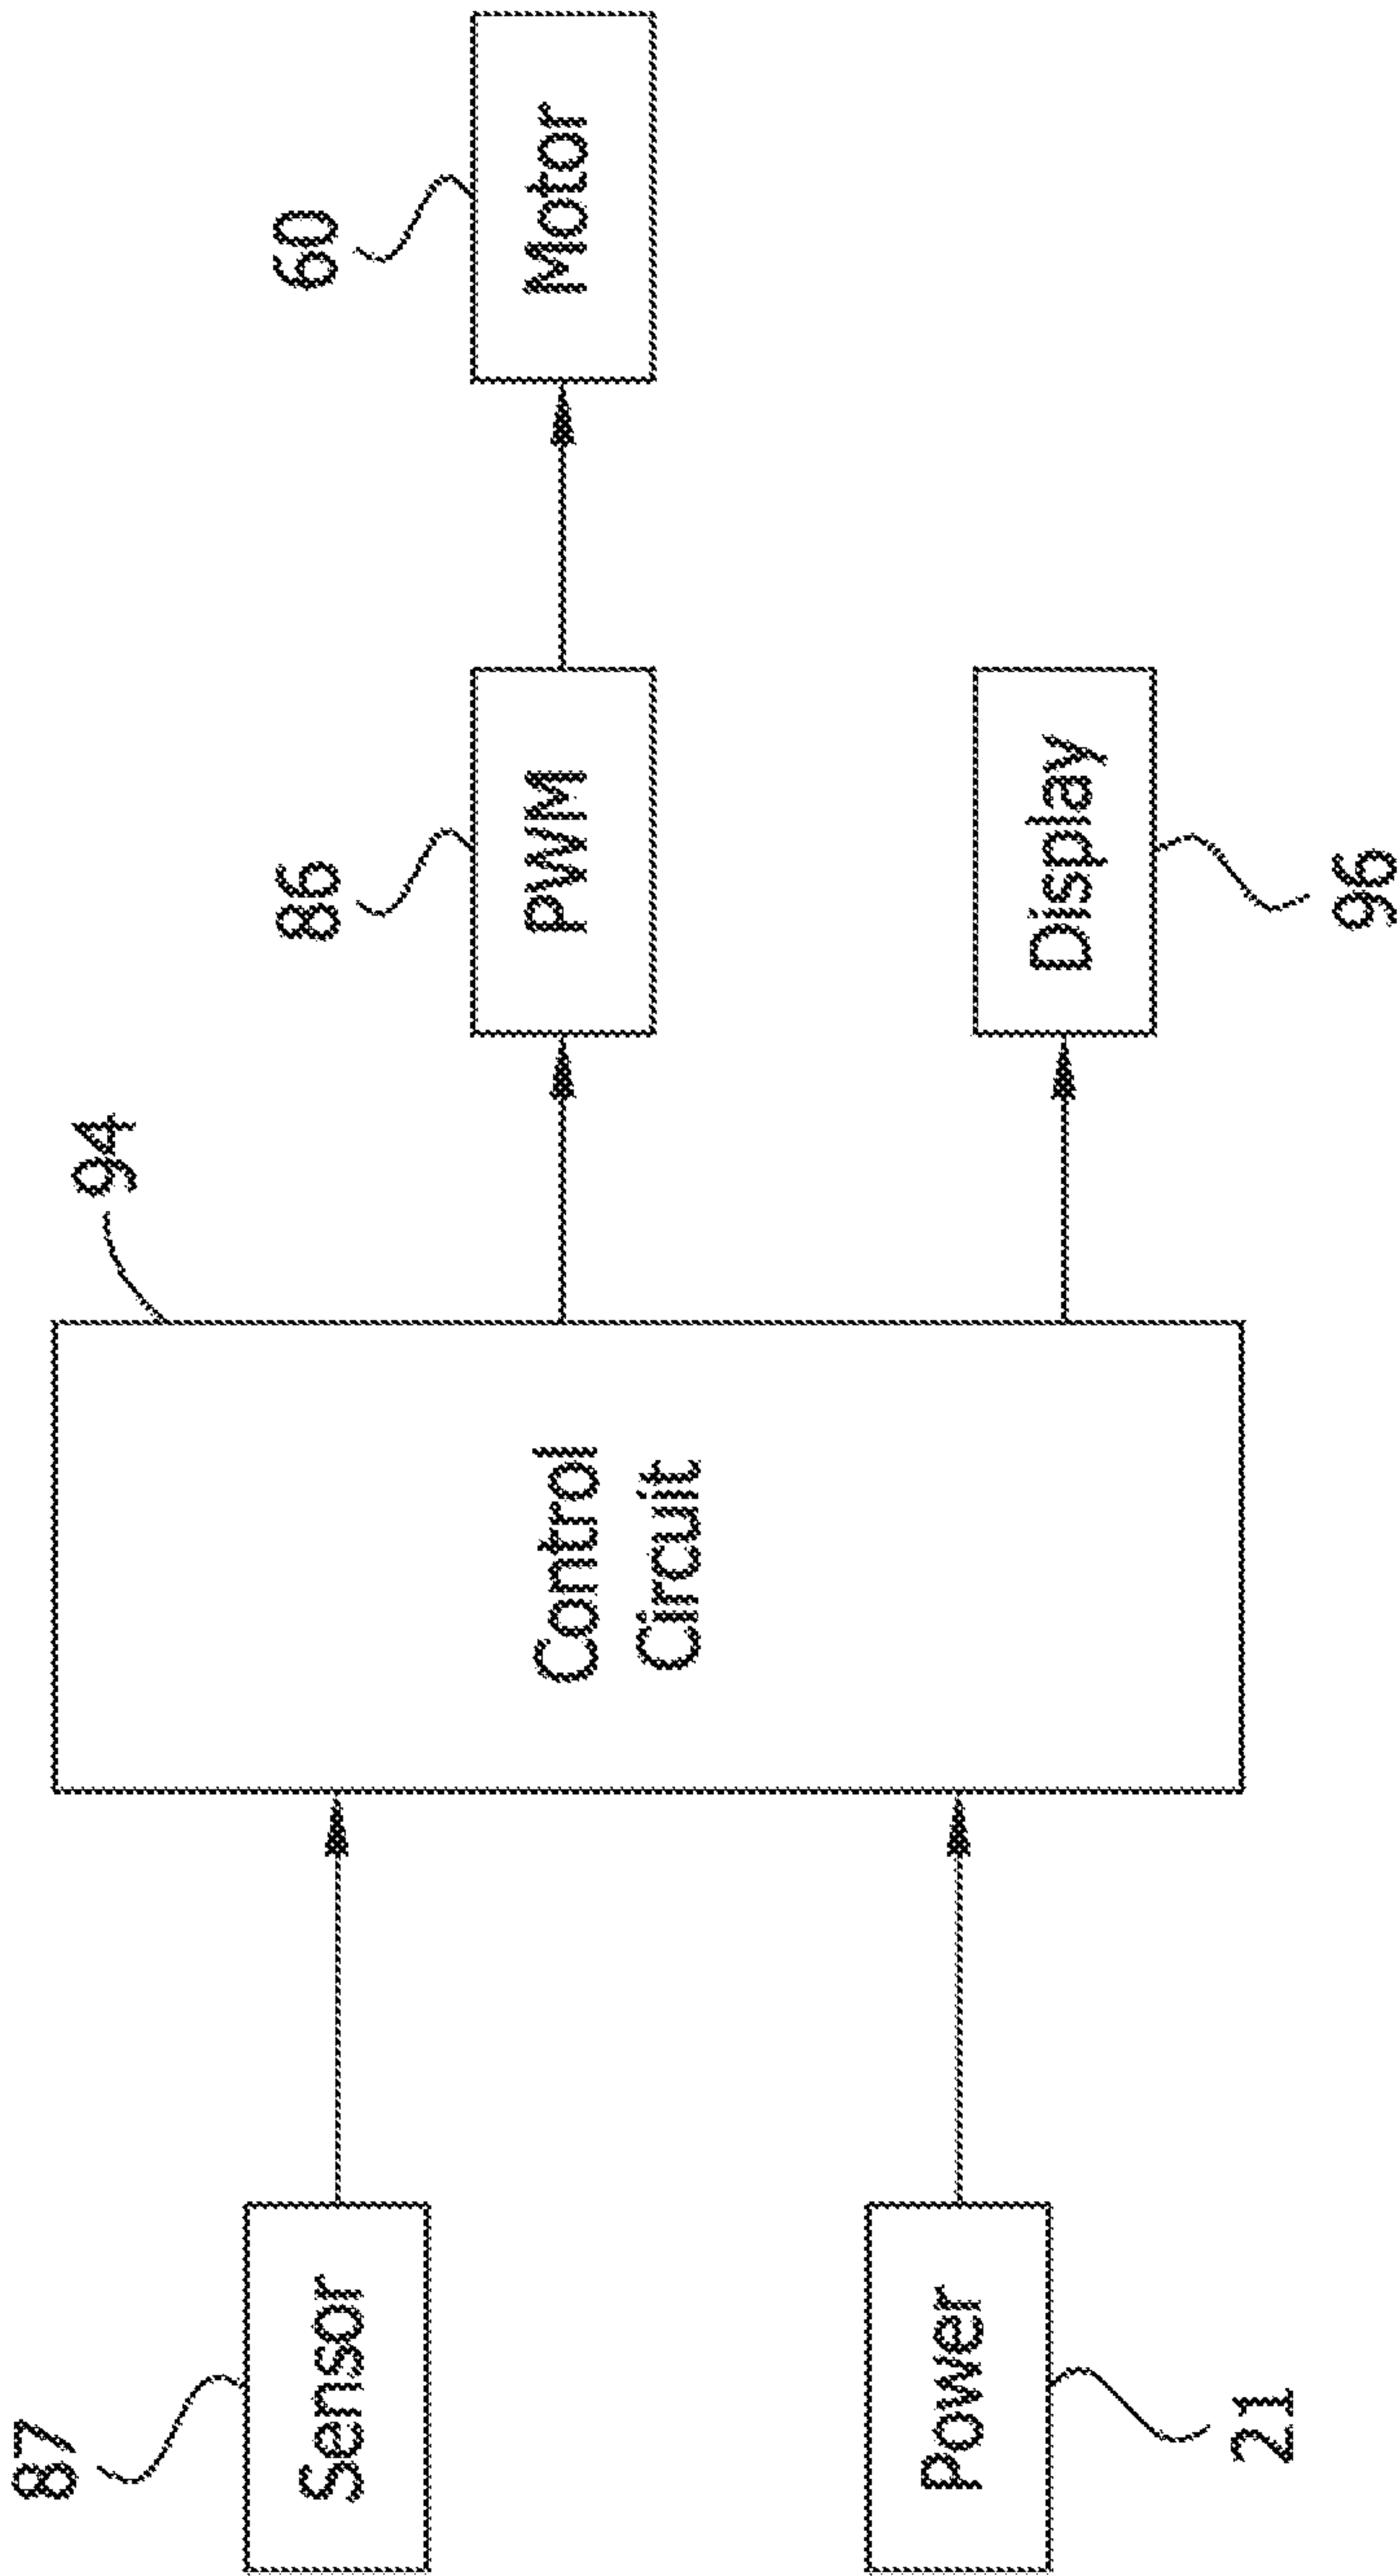 87
Sensor
Power
21
94
Control
Circuit
86
PWM
Display
96
60
Motor